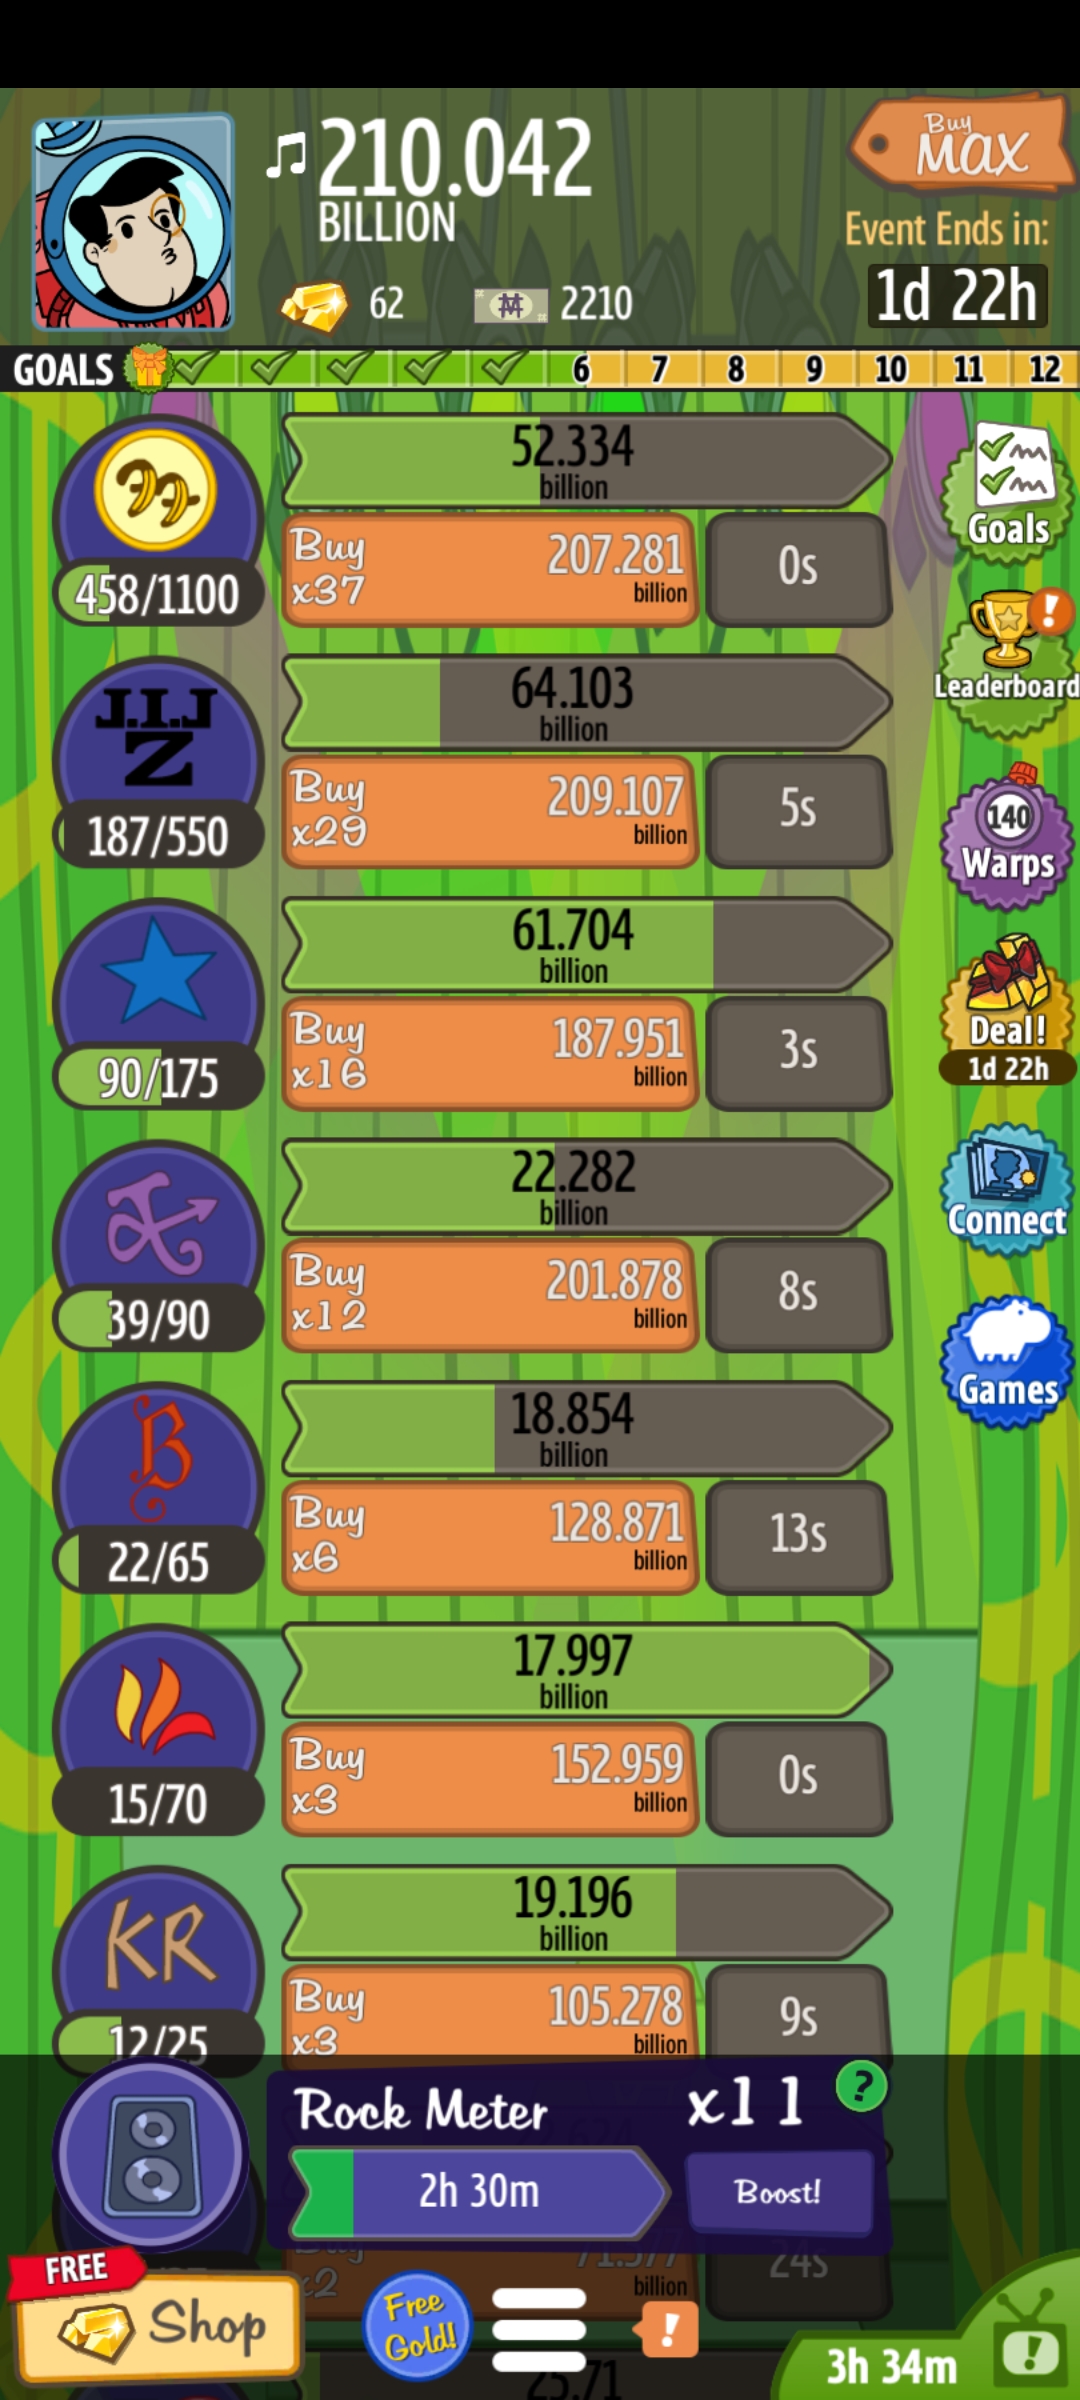 210.042
BILLION
62
2210
Buy
MAX
Event Ends in:
1d 22h
GOALS
6 7 8 9 10 11 12
52.334
billion
458/1100
Buy
x37
207.281
billion
0s
Goals
J.I.J
Z
64.103
billion
187/550
Buy
x29
209.107
billion
5s
Leaderboard
61.704
billion
90/175
Buy
x16
187.951
billion
3s
140
Warps
Deal!
1d 22h
22.282
billion
39/90
Buy
x12
201.878
billion
8s
Connect
B
18.854
billion
22/65
Buy
x6
128.871
billion
13s
Games
17.997
billion
15/70
Buy
x3
152.959
billion
0s
KR
19.196
billion
12/25
Buy
x3
105.278
billion
9s
Rock Meter
x11
?
2h 30m
Boost!
x2
billion
24s
FREE
Shop
Free
Gold!
!
3h 34m
25.71